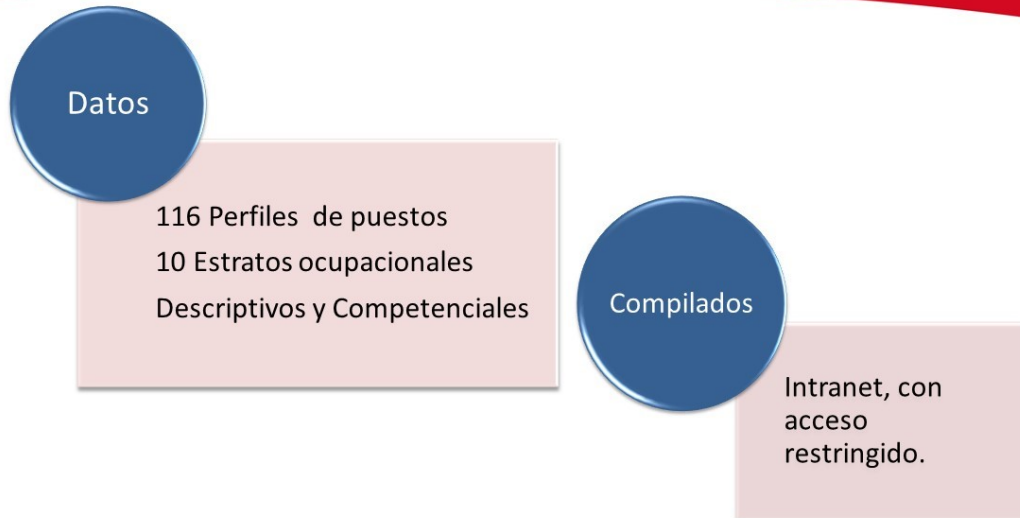 Datos
116 Perfiles de puestos
10 Estratos ocupacionales
Descriptivos y Competenciales
Compilados
Intranet, con
acceso
restringido.